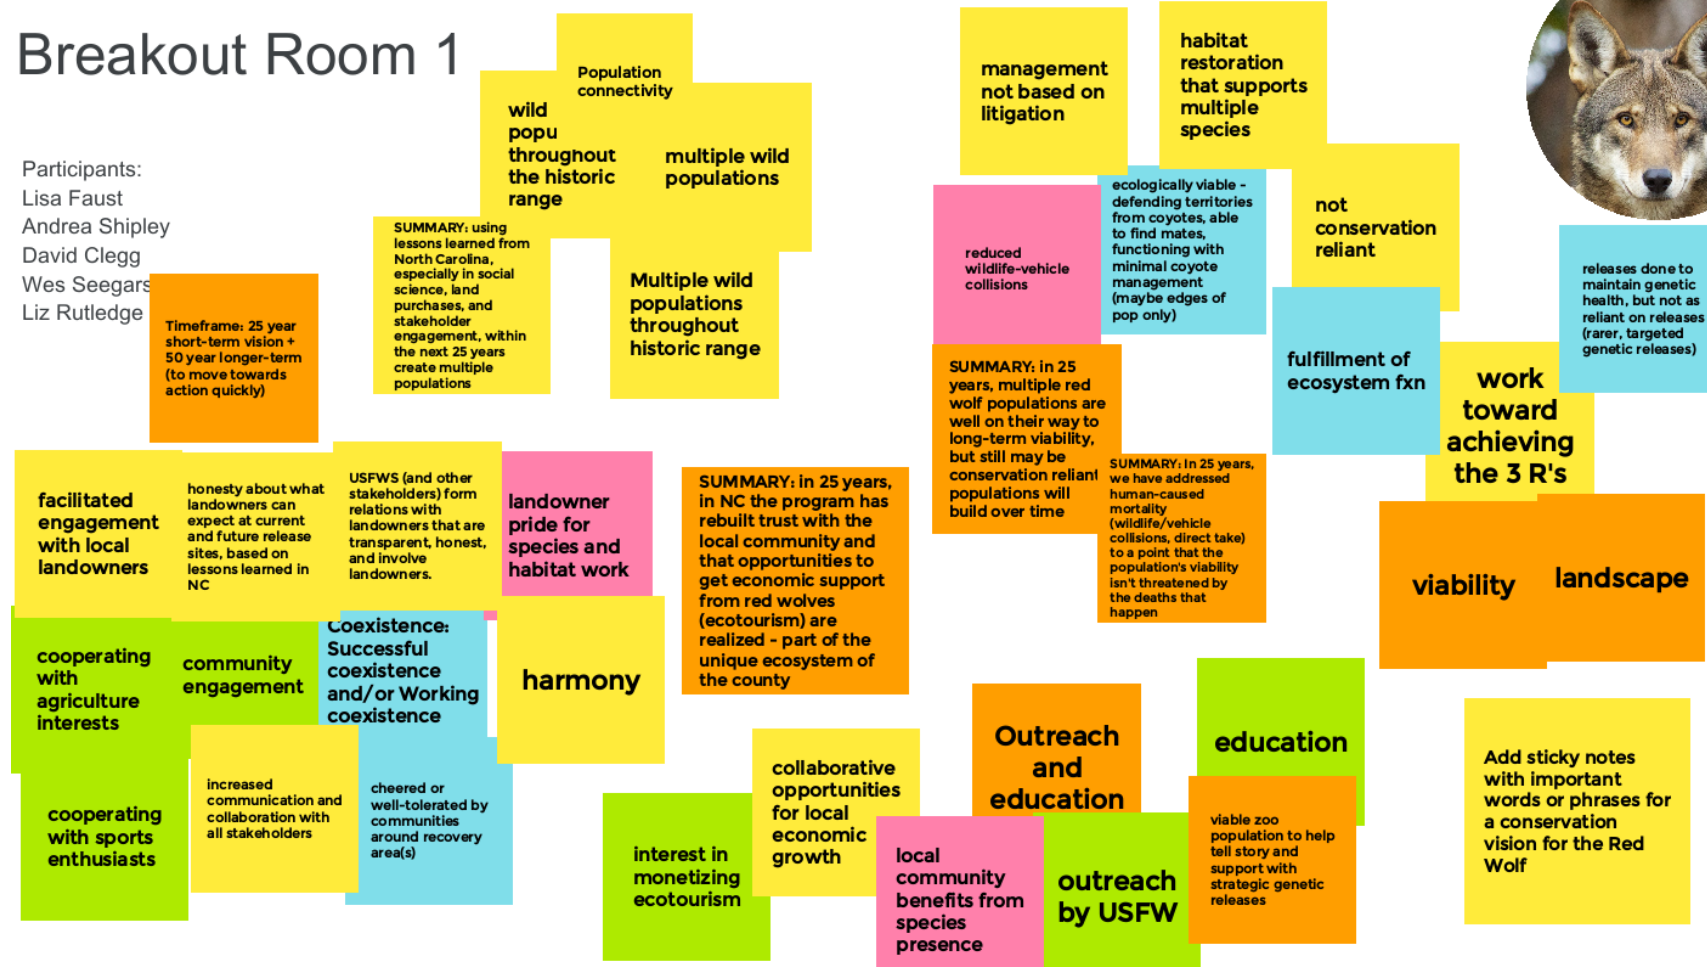 Breakout Room 1
Participants:
Lisa Faust
Andrea Shipley
David Clegg
Wes Seegars
Liz Rutledge
Timeframe: 25 year
short-term vision +
50 year longer-term
(to move towards
action quickly)
Population
connectivity
wild
popu
throughout
the historic
range
multiple wild
populations
SUMMARY: using
lessons learned from
North Carolina,
especially in social
science, land
purchases, and
stakeholder
engagement, within
the next 25 years
create multiple
populations
Multiple wild
populations
throughout
historic range
management
not based on
litigation
habitat
restoration
that supports
multiple
species
reduced
wildlife-vehicle
collisions
ecologically viable -
defending territories
from coyotes, able
to find mates,
functioning with
minimal coyote
management
(maybe edges of
pop only)
not
conservation
reliant
releases done to
maintain genetic
health, but not as
reliant on releases
(rarer, targeted
genetic releases)
fulfillment of
ecosystem fxn
work
toward
achieving
the 3 R's
SUMMARY: in 25
years, multiple red
wolf populations are
well on their way to
long-term viability,
but still may be
conservation reliant
populations will
build over time
SUMMARY: In 25 years,
we have addressed
human-caused
mortality
(wildlife/vehicle
collisions, direct take)
to a point that the
population's viability
isn't threatened by
the deaths that
happen
viability
landscape
facilitated
engagement
with local
landowners
honesty about what
landowners can
expect at current
and future release
sites, based on
lessons learned in
NC
USFWS (and other
stakeholders) form
relations with
landowners that are
transparent, honest,
and involve
landowners.
landowner
pride for
species and
habitat work
SUMMARY: in 25 years,
in NC the program has
rebuilt trust with the
local community and
that opportunities to
get economic support
from red wolves
(ecotourism) are
realized - part of the
unique ecosystem of
the county
cooperating
with
agriculture
interests
community
engagement
Coexistence:
Successful
coexistence
and/or Working
coexistence
harmony
cooperating
with sports
enthusiasts
increased
communication and
collaboration with
all stakeholders
cheered or
well-tolerated by
communities
around recovery
area(s)
interest in
monetizing
ecotourism
collaborative
opportunities
for local
economic
growth
Outreach
and
education
local
community
benefits from
species
presence
outreach
by USFW
education
viable zoo
population to help
tell story and
support with
strategic genetic
releases
Add sticky notes
with important
words or phrases for
a conservation
vision for the Red
Wolf